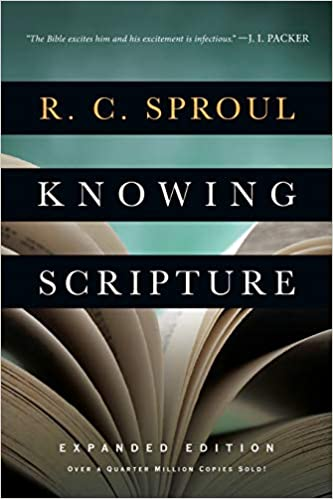 "The Bible excites him and his excitement is infectious." —J. I. PACKER
R. C. SPROUL
KNOWING
SCRIPTURE
EXPANDED EDITION
OVER A QUARTER MILLION COPIES SOLD!